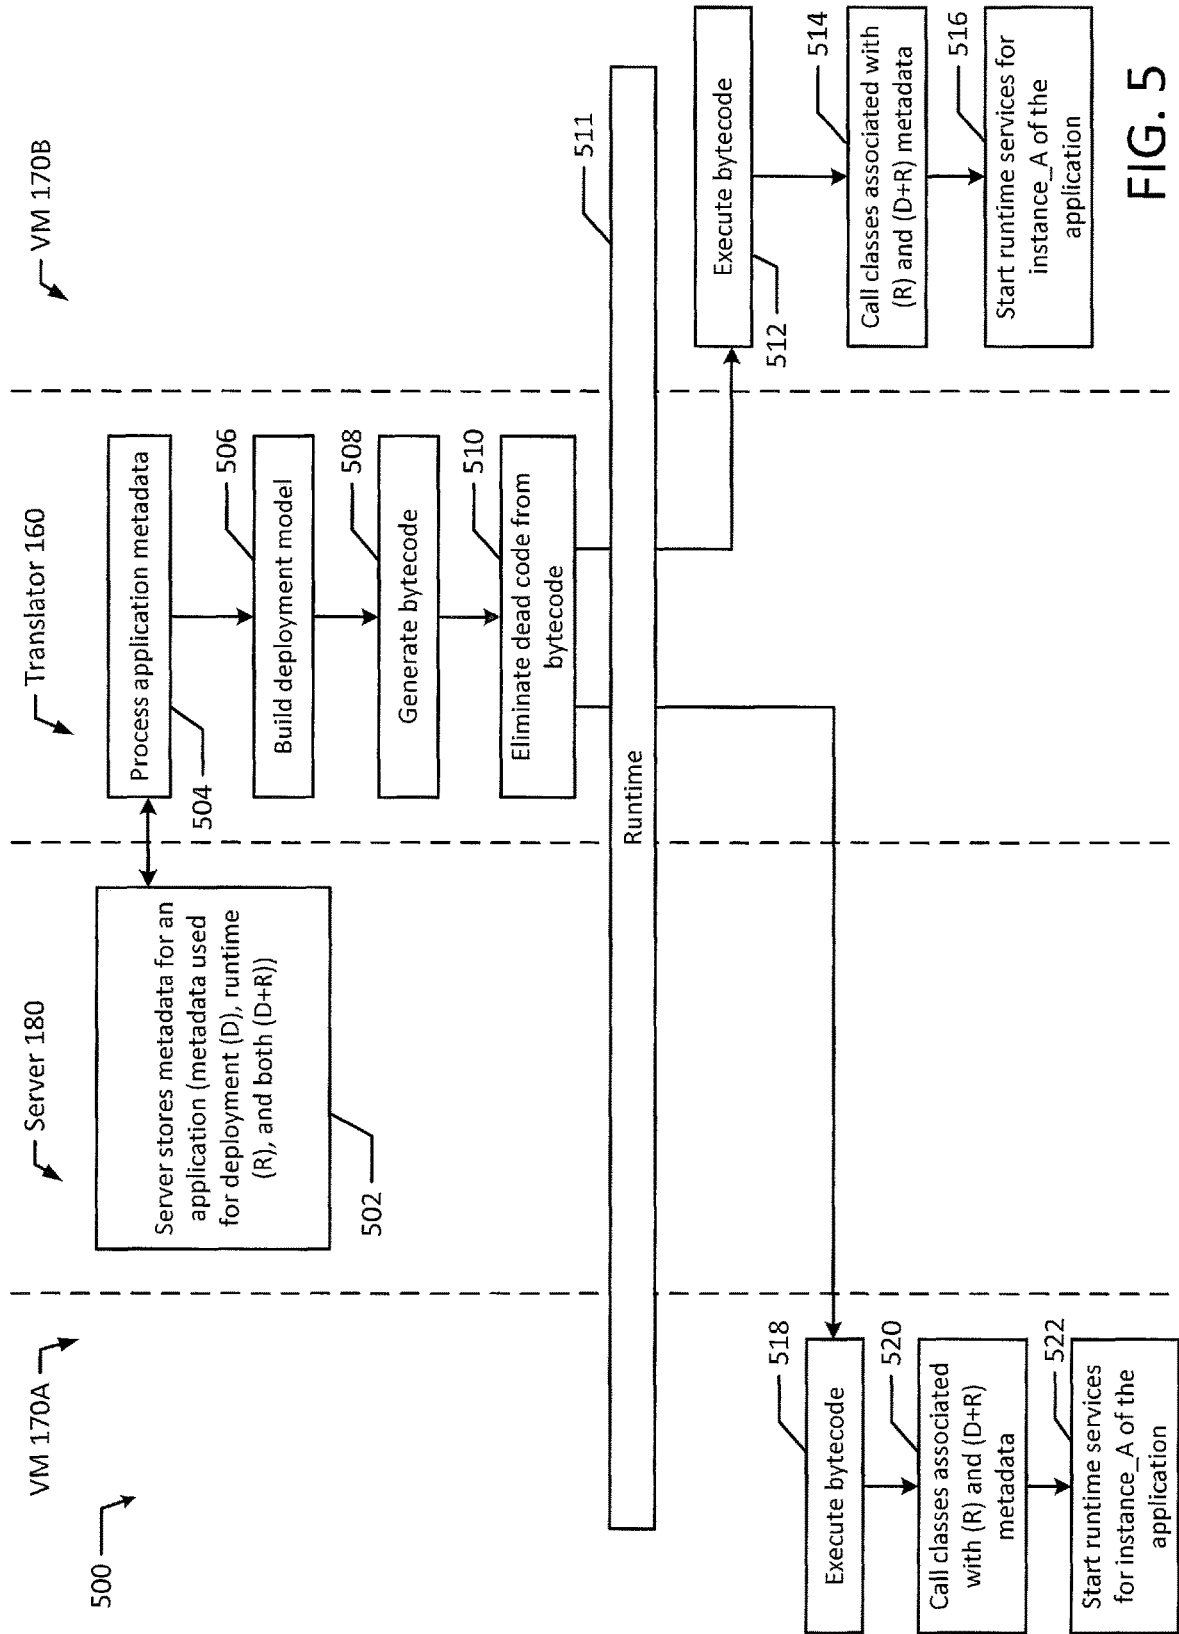 500
VM 170A
Server 180
Translator 160
VM 170B
Server stores metadata for an
application (metadata used
for deployment (D), runtime
(R), and both (D+R))
502
Process application metadata
504
Build deployment model
506
Generate bytecode
508
Eliminate dead code from
bytecode
510
Runtime
511
Execute bytecode
512
Call classes associated with
(R) and (D+R) metadata
514
Start runtime services for
instance_A of the
application
516
Execute bytecode
518
Call classes associated
with (R) and (D+R)
metadata
520
Start runtime services
for instance_A of the
application
522
FIG. 5